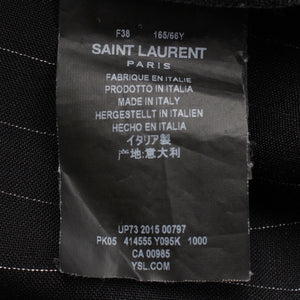 F38 165/66Y
SAINT LAURENT
PARIS
FABRIQUE EN ITALIE
PRODOTTO IN ITALIA
MADE IN ITALY
HERGESTELLT IN ITALIEN
HECHO EN ITALIA
イタリア製
产地:意大利
UP73 2015 00797
PK05 414555 Y095K 1000
CA 00985
YSL.COM